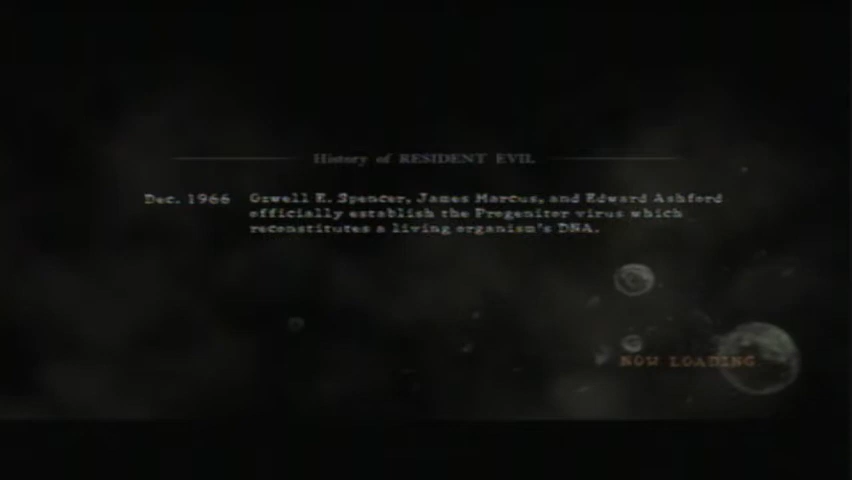 History of RESIDENT EVIL
Dec. 1966 Ozwell E. Spencer, James Marcus, and Edward Ashford
officially establish the Progenitor virus which
reconstitutes a living organism's DNA.
NOW LOADING